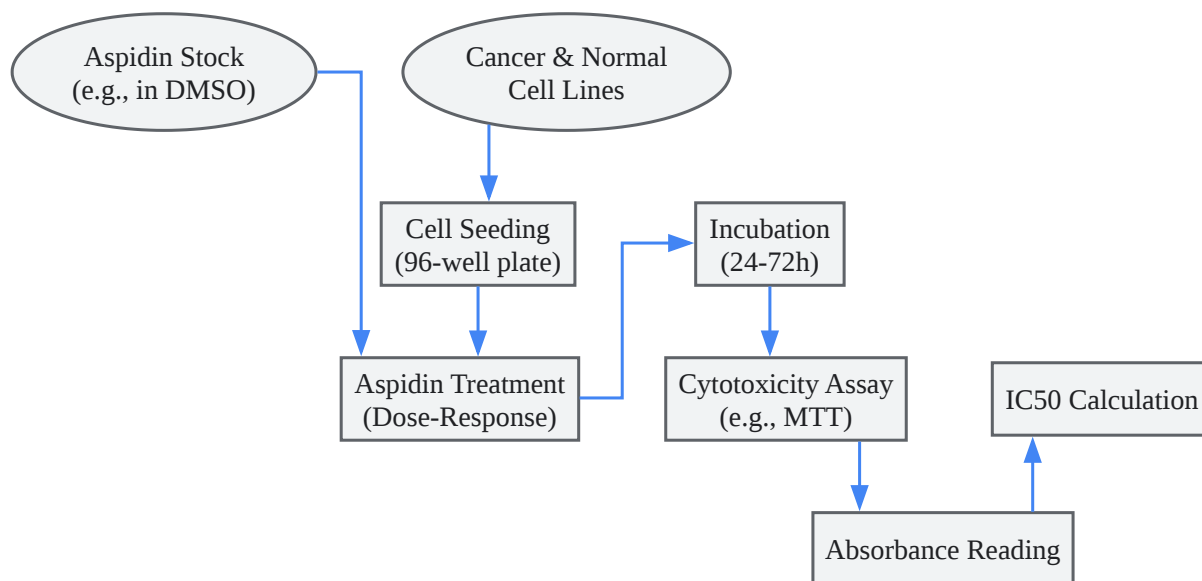 Aspidin Stock
(e.g., in DMSO)
Cancer & Normal
Cell Lines
Cell Seeding
(96-well plate)
Incubation
(24-72h)
Aspidin Treatment
(Dose-Response)
Cytotoxicity Assay
(e.g., MTT)
IC50 Calculation
Absorbance Reading